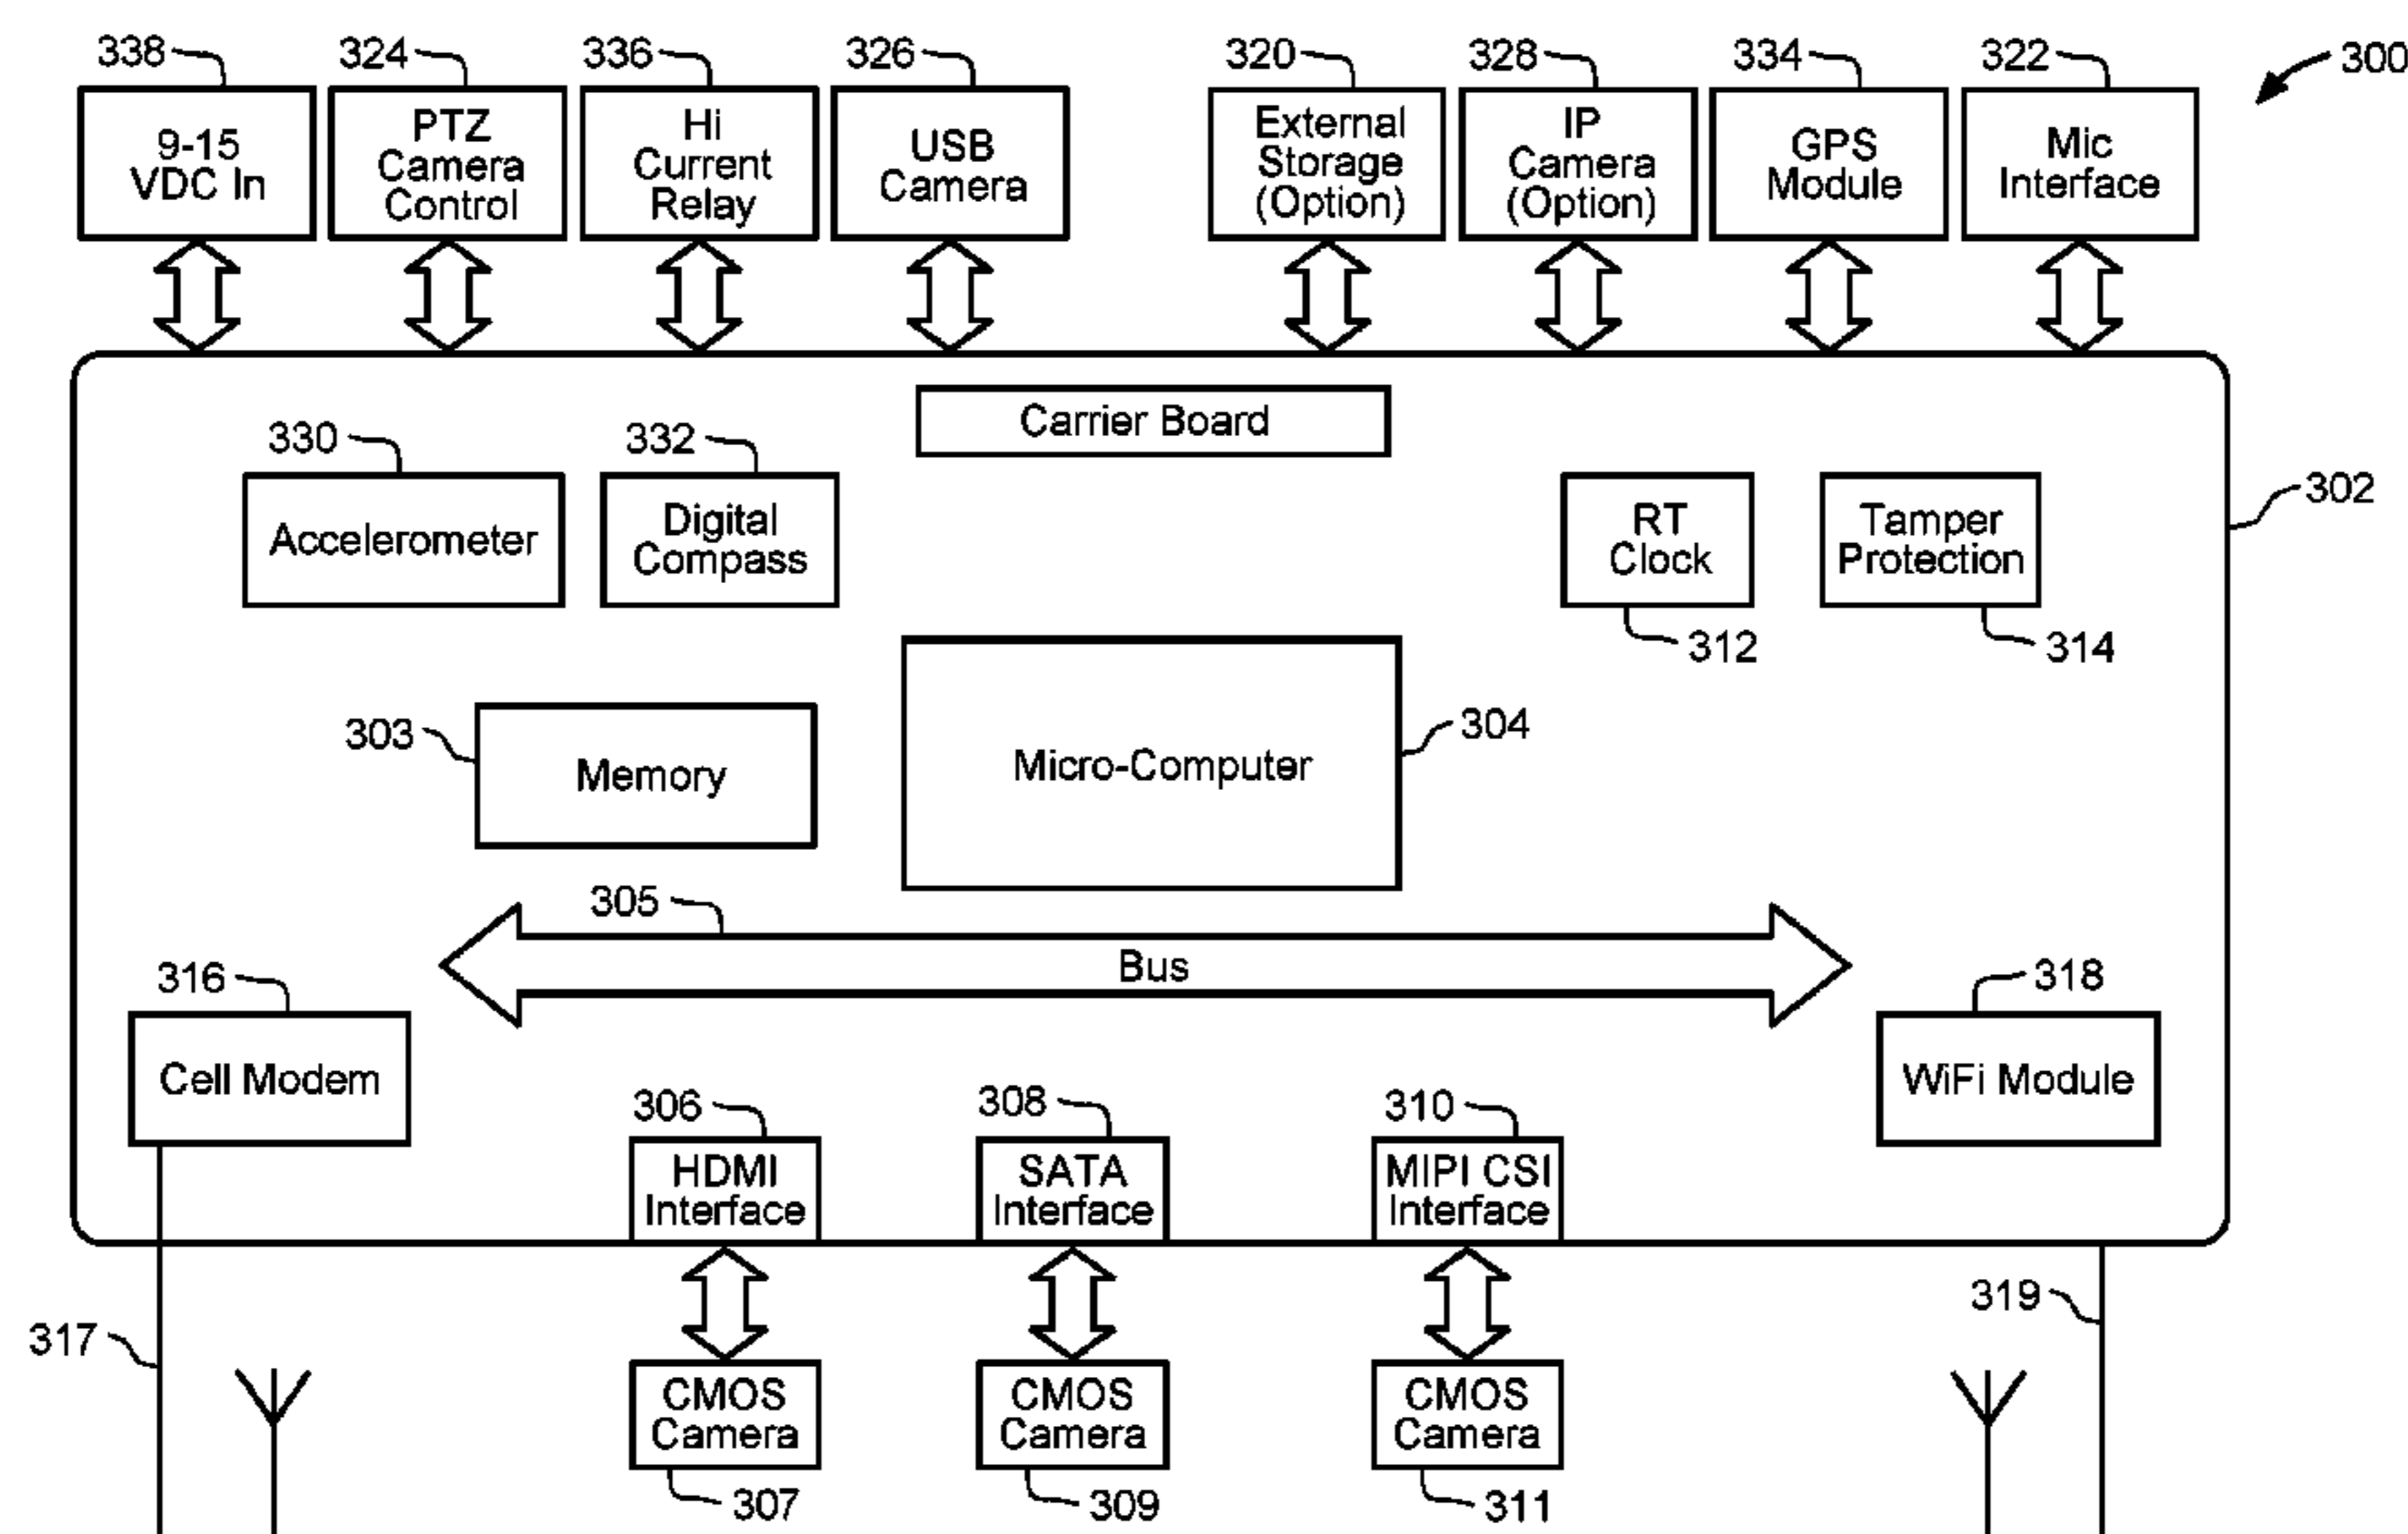 338
324
336
326
320
328
334
322
300
9-15
VDC In
PTZ
Camera
Control
Hi
Current
Relay
USB
Camera
External
Storage
(Option)
IP
Camera
(Option)
GPS
Module
Mic
Interface
Carrier Board
330
332
302
Accelerometer
Digital
Compass
RT
Clock
Tamper
Protection
312
314
303
Memory
Micro-Computer
304
305
Bus
316
318
Cell Modem
WiFi Module
306
308
310
HDMI
Interface
SATA
Interface
MIPI CSI
Interface
317
319
CMOS
Camera
CMOS
Camera
CMOS
Camera
307
309
311